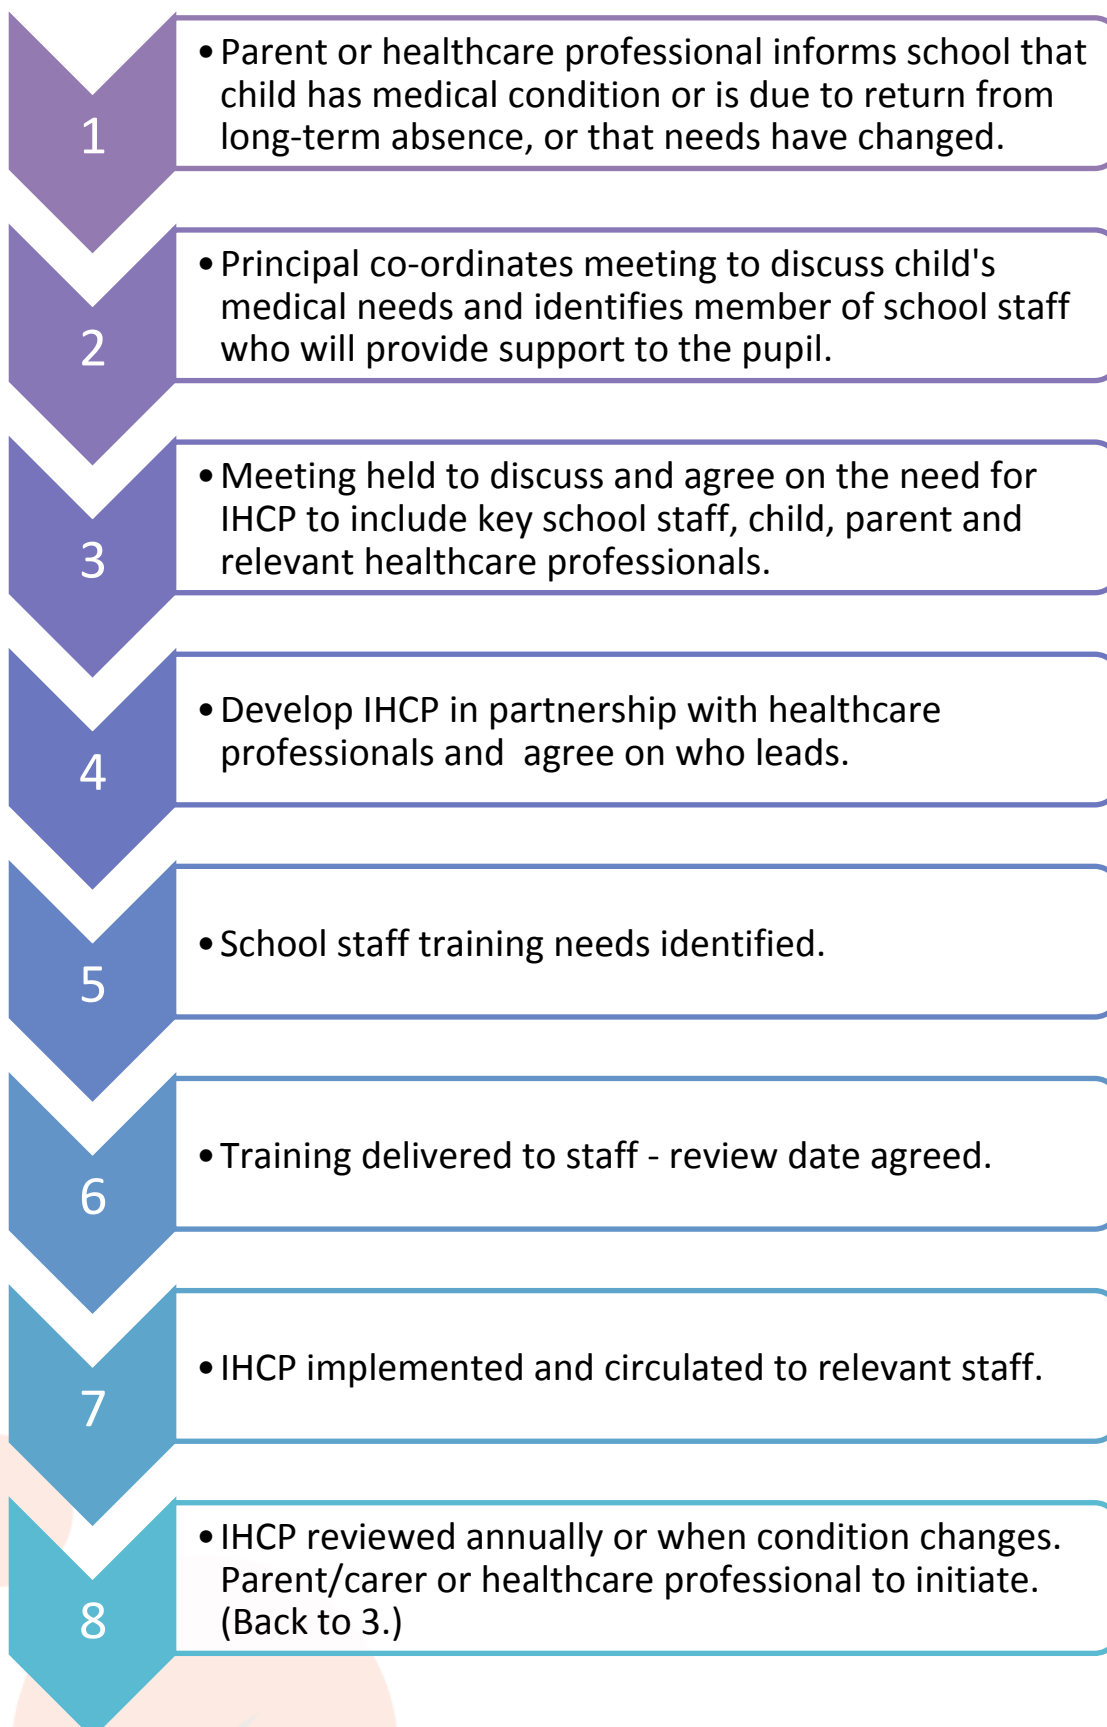 1
•Parent or healthcare professional informs school that
child has medical condition or is due to return from
long-term absence, or that needs have changed.
2
•Principal co-ordinates meeting to discuss child's
medical needs and identifies member of school staff
who will provide support to the pupil.
3
•Meeting held to discuss and agree on the need for
IHCP to include key school staff, child, parent and
relevant healthcare professionals.
4
•Develop IHCP in partnership with healthcare
professionals and  agree on who leads.
5
•School staff training needs identified.
6
•Training delivered to staff - review date agreed.
7
•IHCP implemented and circulated to relevant staff.
8
•IHCP reviewed annually or when condition changes.
Parent/carer or healthcare professional to initiate.
(Back to 3.)